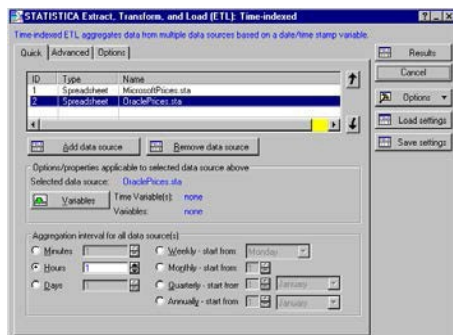 STATISTICA Extract, Transform, and Load (ETL): Time-indexed
Time-indexed ETL aggregates data from multiple data sources based on a date/time stamp variable.
Quick Advanced Options
ID Type Name
1 Spreadsheet MicrosoftPrices.sta
2 Spreadsheet OraclePrices.sta
Add data source Remove data source
Options/properties applicable to selected data source above
Selected data source: OraclePrices.sta
Variables Time Variable(s): none
Variables: none
Aggregation interval for all data source(s)
Minutes 1 Weekly - start from Monday
Hours 1 Monthly - start from 1
Days 1 Quarterly - start from 1 January
Annually - start from 1 January
Results
Cancel
Options
Load settings
Save settings